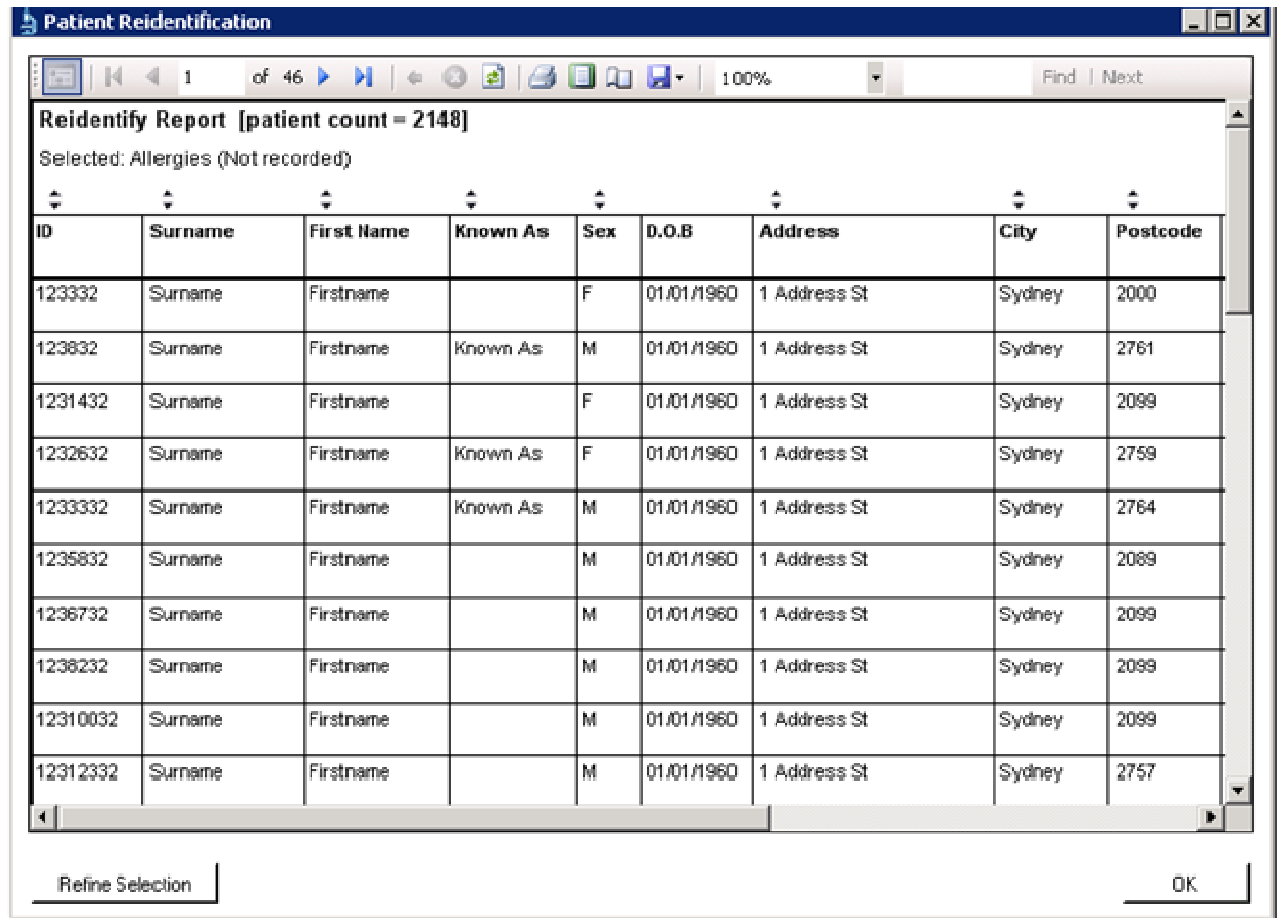 Patient Reidentification
1 of 46 100% Find | Next
Reidentify Report [patient count = 2148]
Selected: Allergies (Not recorded)
ID Surname First Name Known As Sex D.O.B Address City Postcode
123332 Surname Firstname F 01/01/1960 1 Address St Sydney 2000
123832 Surname Firstname Known As M 01/01/1960 1 Address St Sydney 2761
1231432 Surname Firstname F 01/01/1960 1 Address St Sydney 2099
1232632 Surname Firstname Known As F 01/01/1960 1 Address St Sydney 2759
1233332 Surname Firstname Known As M 01/01/1960 1 Address St Sydney 2764
1235832 Surname Firstname M 01/01/1960 1 Address St Sydney 2089
1236732 Surname Firstname M 01/01/1960 1 Address St Sydney 2099
1238232 Surname Firstname M 01/01/1960 1 Address St Sydney 2099
12310032 Surname Firstname M 01/01/1960 1 Address St Sydney 2099
12312332 Surname Firstname M 01/01/1960 1 Address St Sydney 2757
Refine Selection OK